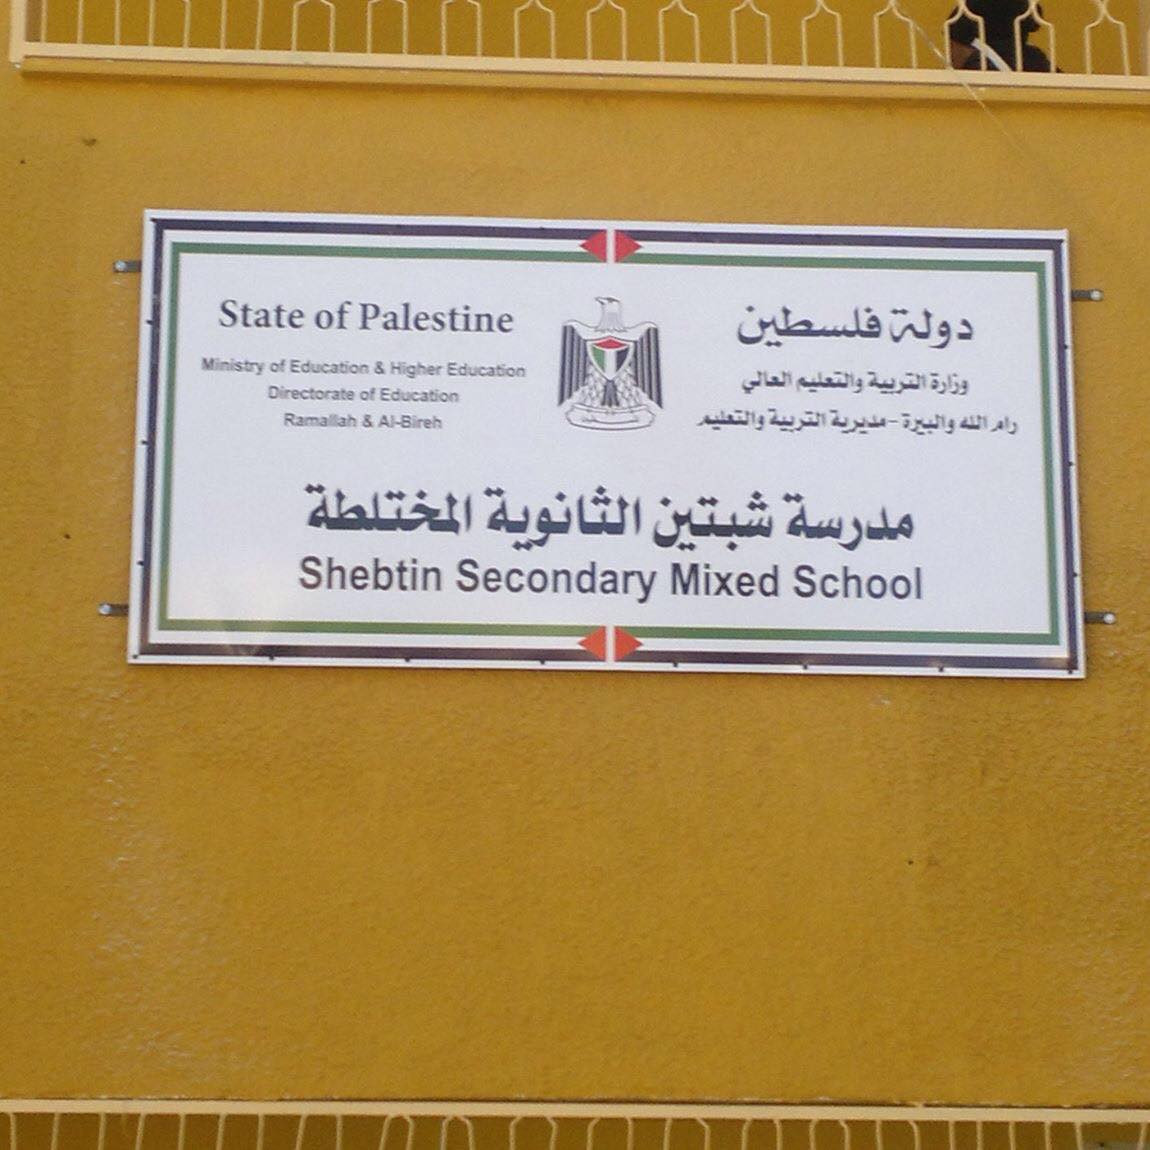 State of Palestine
Ministry of Education & Higher Education
Directorate of Education
Ramallah & Al-Bireh
دولة فلسطين
وزارة التربية والتعليم العالي
رام الله والبيرة - مديرية التربية والتعليم
مدرسة شبتين الثانوية المختلطة
Shebtin Secondary Mixed School